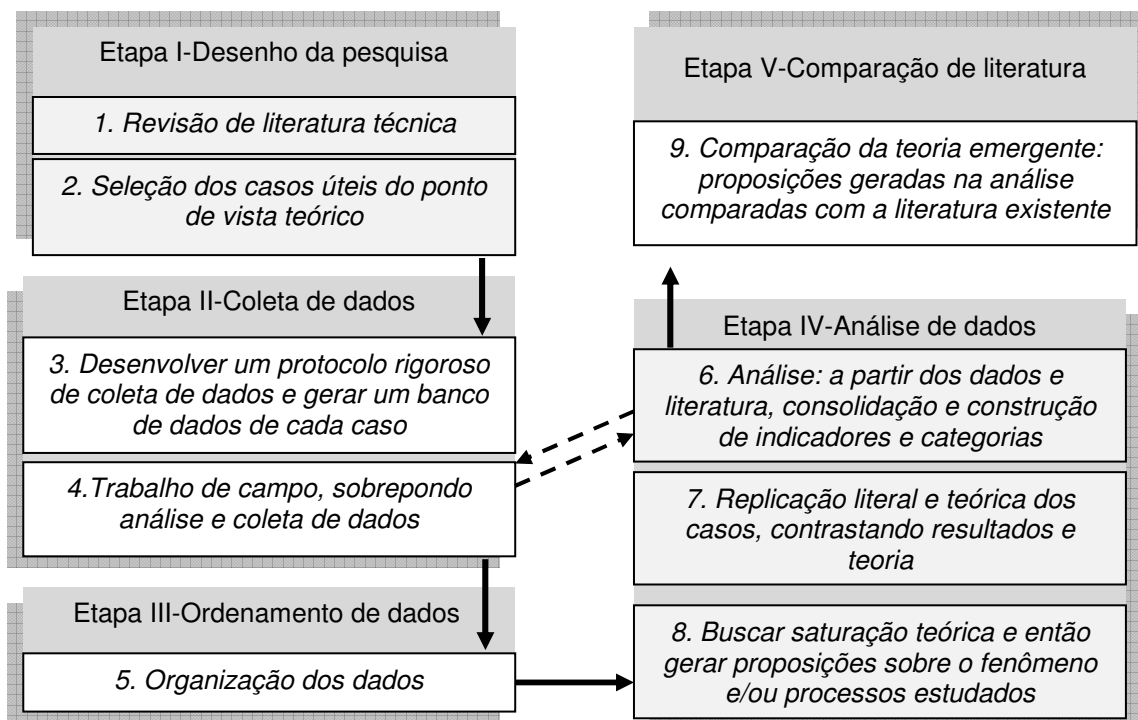 Etapa I-Desenho da pesquisa
1. Revisão de literatura técnica
2. Seleção dos casos úteis do ponto
de vista teórico
Etapa II-Coleta de dados
3. Desenvolver um protocolo rigoroso
de coleta de dados e gerar um banco
de dados de cada caso
4.Trabalho de campo, sobrepondo
análise e coleta de dados
Etapa III-Ordenamento de dados
5. Organização dos dados
Etapa IV-Análise de dados
6. Análise: a partir dos dados e
literatura, consolidação e construção
de indicadores e categorias
7. Replicação literal e teórica dos
casos, contrastando resultados e
teoria
8. Buscar saturação teórica e então
gerar proposições sobre o fenômeno
e/ou processos estudados
Etapa V-Comparação de literatura
9. Comparação da teoria emergente:
proposições geradas na análise
comparadas com a literatura existente